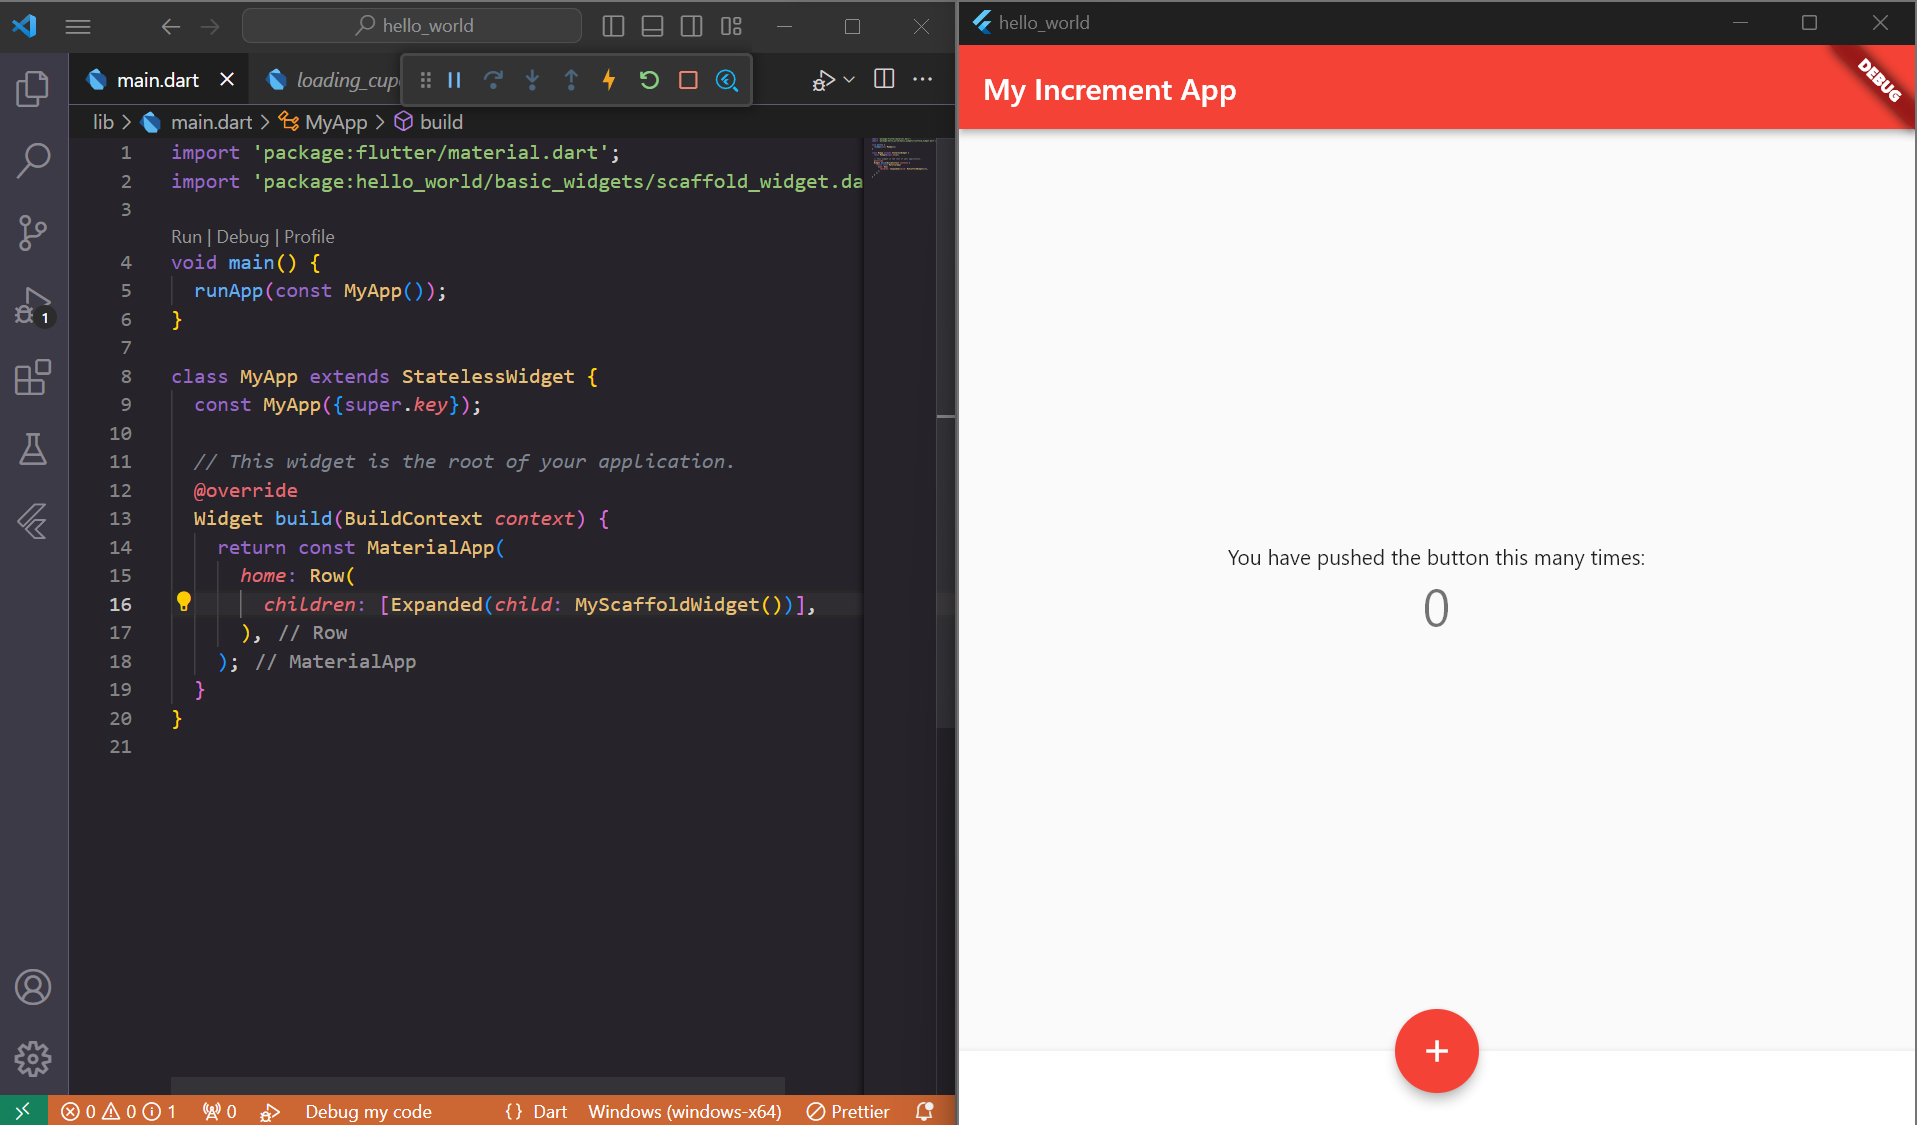 hello_world
main.dart
loading_cup
lib > main.dart > MyApp > build
1 import 'package:flutter/material.dart';
2 import 'package:hello_world/basic_widgets/scaffold_widget.da
3
Run | Debug | Profile
4 void main() {
5 runApp(const MyApp());
6 }
7
8 class MyApp extends StatelessWidget {
9 const MyApp({super.key});
10
11 // This widget is the root of your application.
12 @override
13 Widget build(BuildContext context) {
14 return const MaterialApp(
15 home: Row(
16 children: [Expanded(child: MyScaffoldWidget())],
17 ), // Row
18 ); // MaterialApp
19 }
20 }
21
1
0 0 1 0 Debug my code {} Dart Windows (windows-x64) Prettier
hello_world
My Increment App
DEBUG
You have pushed the button this many times:
0
+